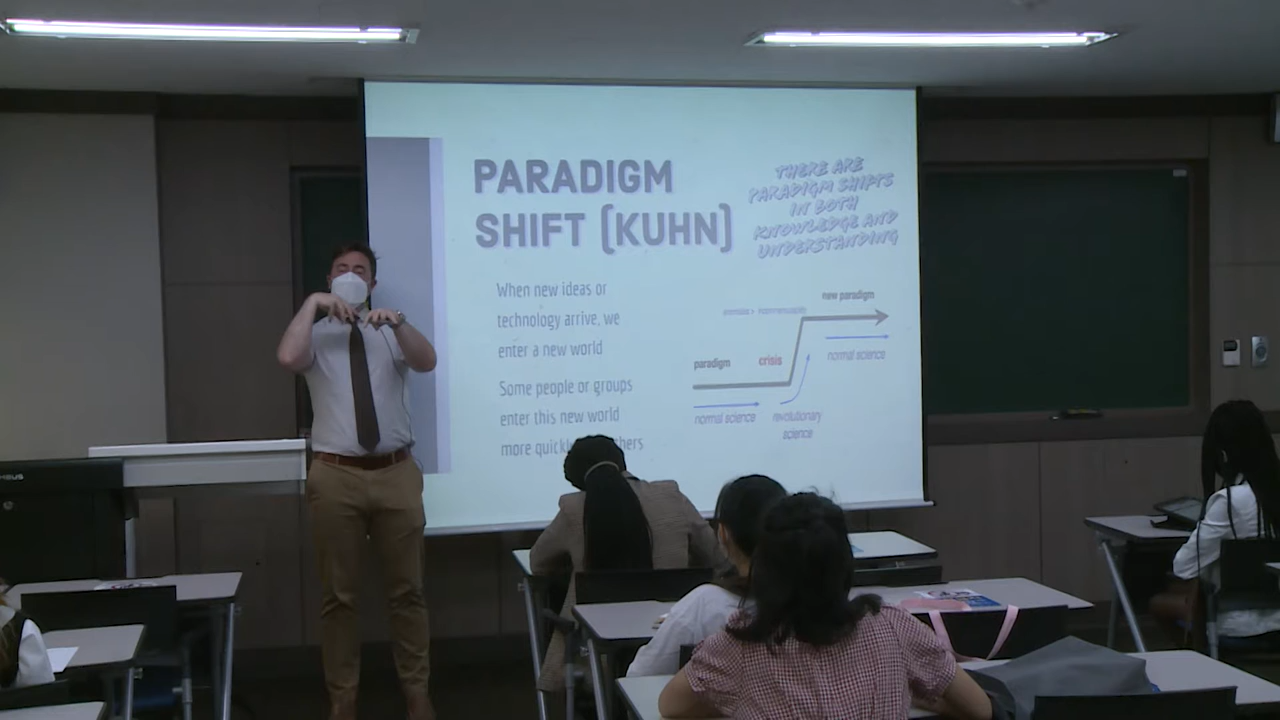 PARADIGM
SHIFT (KUHN)
THERE ARE
PARADIGM SHIFTS
IN BOTH
KNOWLEDGE AND
UNDERSTANDING
When new ideas or
technology arrive, we
enter a new world
Some people or groups
enter this new world
more
new paradigm
paradigm
crisis
normal science
normal science
revolutionary
science